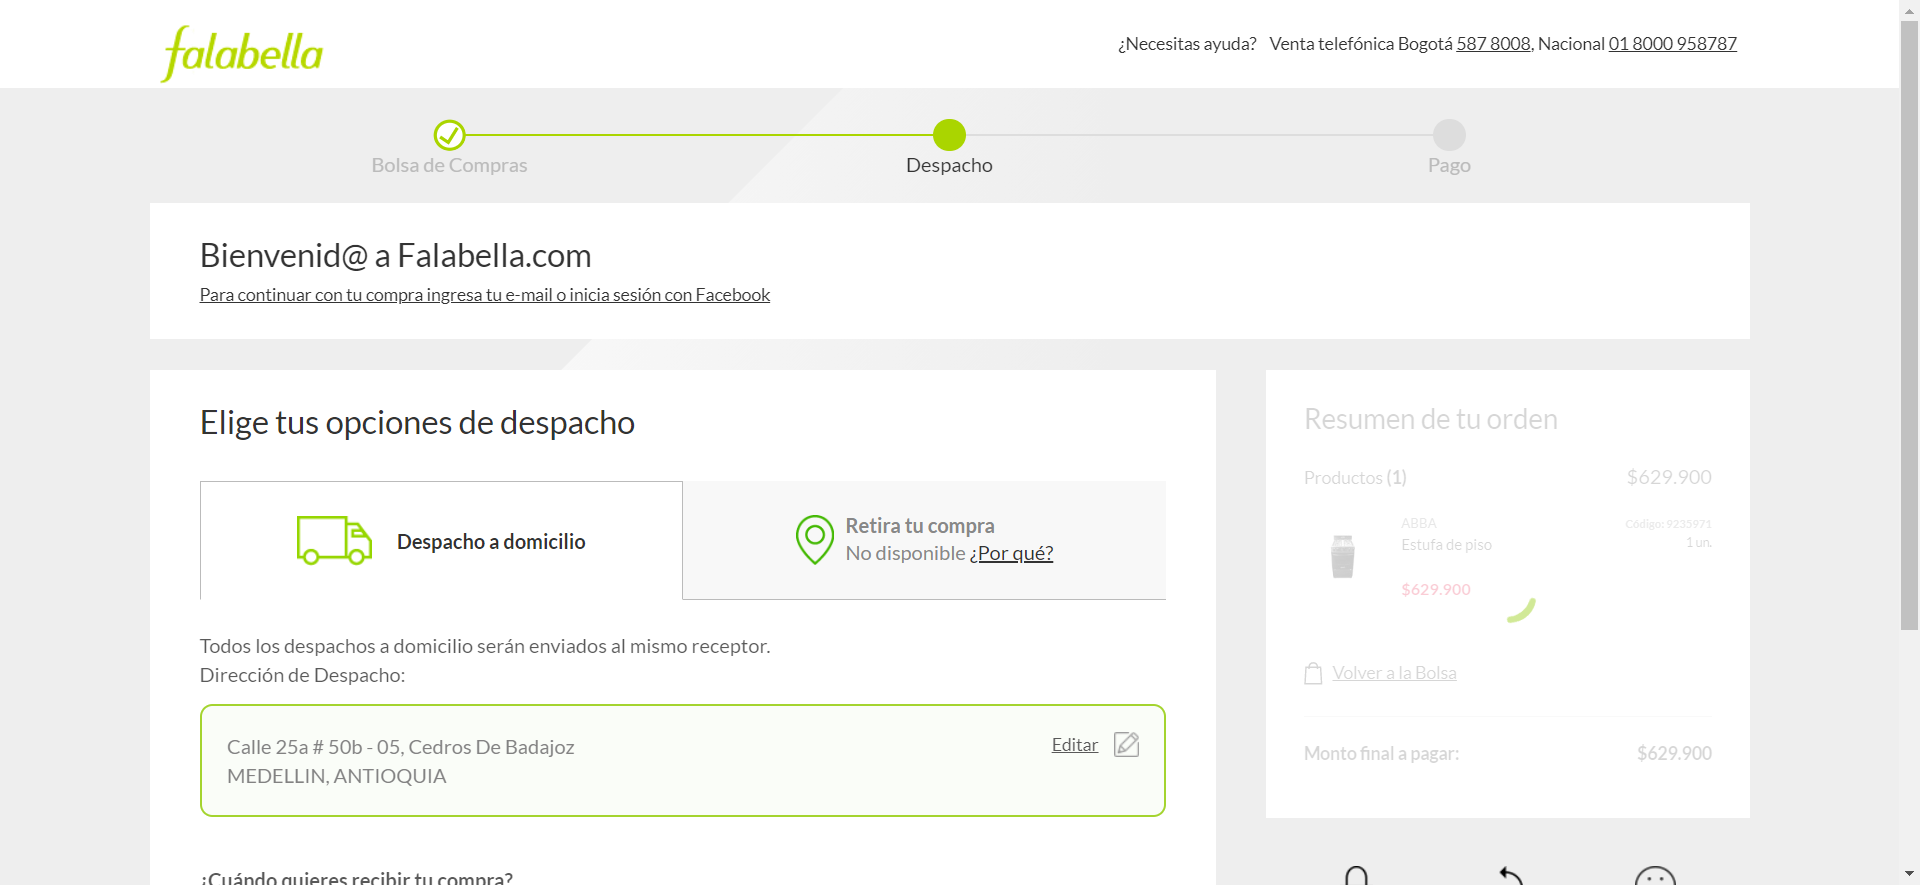 falabella
¿Necesitas ayuda? Venta telefónica Bogotá 587 8008, Nacional 01 8000 958787
Bolsa de Compras
Despacho
Pago
Bienvenid@ a Falabella.com
Para continuar con tu compra ingresa tu e-mail o inicia sesión con Facebook
Elige tus opciones de despacho
Despacho a domicilio
Retira tu compra
No disponible ¿Por qué?
Todos los despachos a domicilio serán enviados al mismo receptor.
Dirección de Despacho:
Calle 25a # 50b - 05, Cedros De Badajoz
MEDELLIN, ANTIOQUIA
Editar
¿Cuándo quieres recibir tu compra?
Resumen de tu orden
Productos (1) $629.900
ABBA
Estufa de piso
Código: 9235971
1 un.
$629.900
Volver a la Bolsa
Monto final a pagar: $629.900